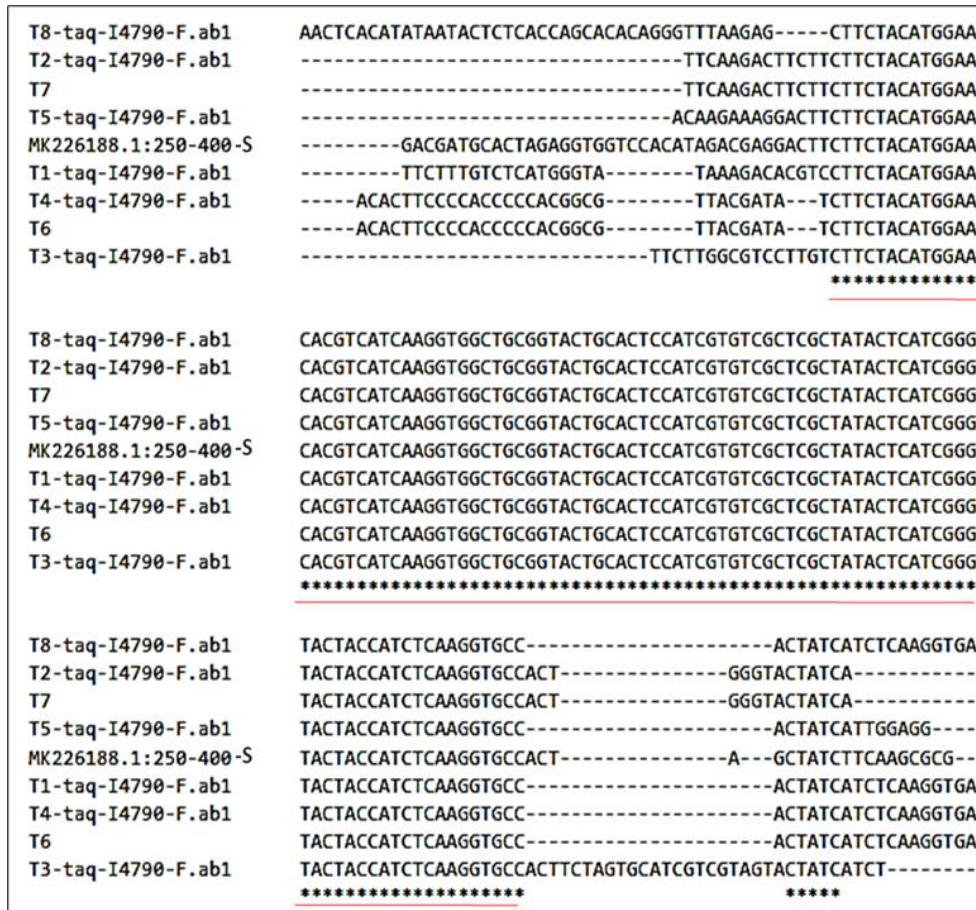 T8-taq-I4790-F.ab1 AACTCACATATAATACTCTCACCAGCACACAGGGTTTAAGAG-----CTTCTACATGGAA
T2-taq-I4790-F.ab1 ----------------------------------TTCAAGACTTCTTCTTCTACATGGAA
T7 ----------------------------------TTCAAGACTTCTTCTTCTACATGGAA
T5-taq-I4790-F.ab1 ---------------------------------ACAAGAAAGGACTTCTTCTACATGGAA
MK226188.1:250-400-S ---------GACGATGCACTAGAGGTGGTCCACATAGACGAGGACTTCTTCTACATGGAA
T1-taq-I4790-F.ab1 ---------TTCTTTGTCTCATGGGTA--------TAAAGACACGTCCTTCTACATGGAA
T4-taq-I4790-F.ab1 -----ACACTTCCCCACCCCCACGGCG--------TTACGATA---TCTTCTACATGGAA
T6 -----ACACTTCCCCACCCCCACGGCG--------TTACGATA---TCTTCTACATGGAA
T3-taq-I4790-F.ab1 -------------------------------TTCTTGGCGTCCTTGTCTTCTACATGGAA
*************
T8-taq-I4790-F.ab1 CACGTCATCAAGGTGGCTGCGGTACTGCACTCCATCGTGTCGCTCGCTATACTCATCGGG
T2-taq-I4790-F.ab1 CACGTCATCAAGGTGGCTGCGGTACTGCACTCCATCGTGTCGCTCGCTATACTCATCGGG
T7 CACGTCATCAAGGTGGCTGCGGTACTGCACTCCATCGTGTCGCTCGCTATACTCATCGGG
T5-taq-I4790-F.ab1 CACGTCATCAAGGTGGCTGCGGTACTGCACTCCATCGTGTCGCTCGCTATACTCATCGGG
MK226188.1:250-400-S CACGTCATCAAGGTGGCTGCGGTACTGCACTCCATCGTGTCGCTCGCTATACTCATCGGG
T1-taq-I4790-F.ab1 CACGTCATCAAGGTGGCTGCGGTACTGCACTCCATCGTGTCGCTCGCTATACTCATCGGG
T4-taq-I4790-F.ab1 CACGTCATCAAGGTGGCTGCGGTACTGCACTCCATCGTGTCGCTCGCTATACTCATCGGG
T6 CACGTCATCAAGGTGGCTGCGGTACTGCACTCCATCGTGTCGCTCGCTATACTCATCGGG
T3-taq-I4790-F.ab1 CACGTCATCAAGGTGGCTGCGGTACTGCACTCCATCGTGTCGCTCGCTATACTCATCGGG
************************************************************
T8-taq-I4790-F.ab1 TACTACCATCTCAAGGTGCC----------------------ACTATCATCTCAAGGTGA
T2-taq-I4790-F.ab1 TACTACCATCTCAAGGTGCCACT---------------GGGTACTATCA-----------
T7 TACTACCATCTCAAGGTGCCACT---------------GGGTACTATCA-----------
T5-taq-I4790-F.ab1 TACTACCATCTCAAGGTGCC----------------------ACTATCATTGGAGG----
MK226188.1:250-400-S TACTACCATCTCAAGGTGCCACT---------------A---GCTATCTTCAAGCGCG--
T1-taq-I4790-F.ab1 TACTACCATCTCAAGGTGCC----------------------ACTATCATCTCAAGGTGA
T4-taq-I4790-F.ab1 TACTACCATCTCAAGGTGCC----------------------ACTATCATCTCAAGGTGA
T6 TACTACCATCTCAAGGTGCC----------------------ACTATCATCTCAAGGTGA
T3-taq-I4790-F.ab1 TACTACCATCTCAAGGTGCCACTTCTAGTGCATCGTCGTAGTACTATCATCT--------
******************** *****